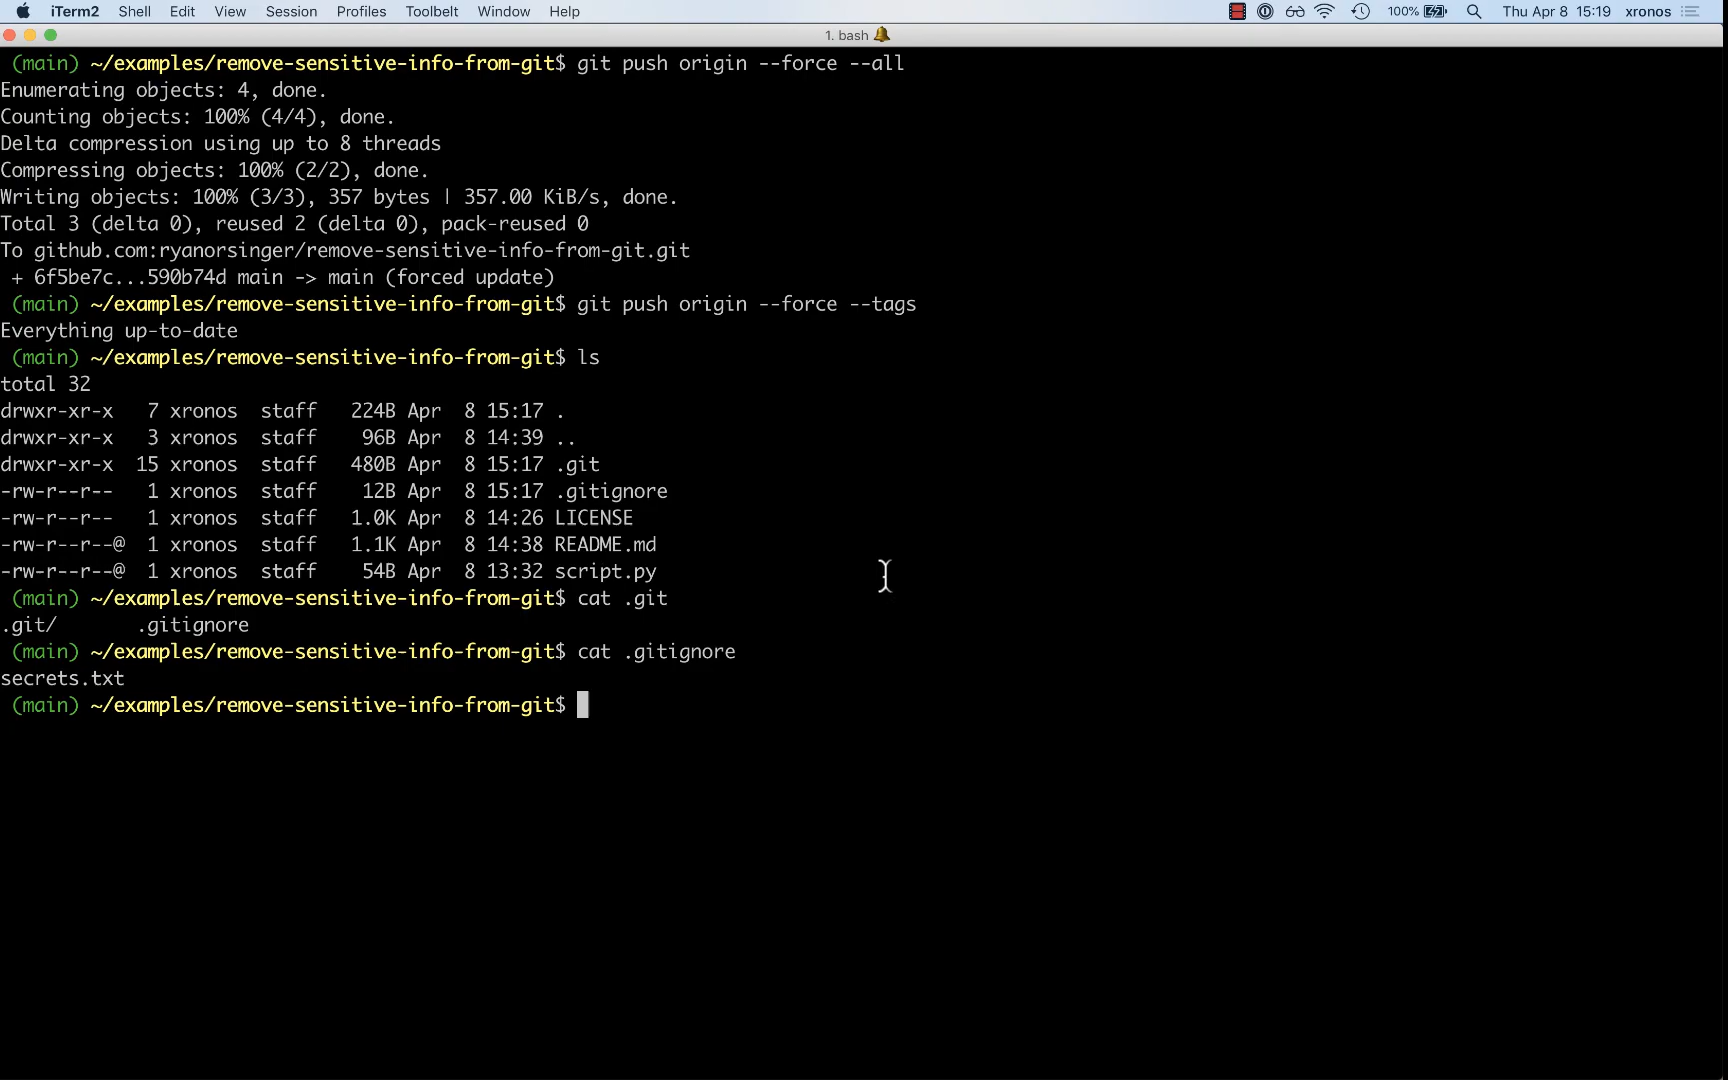 iTerm2 Shell Edit View Session Profiles Toolbelt Window Help 100% Thu Apr 8 15:19 xronos
1. bash
(main) ~/examples/remove-sensitive-info-from-git$ git push origin --force --all
Enumerating objects: 4, done.
Counting objects: 100% (4/4), done.
Delta compression using up to 8 threads
Compressing objects: 100% (2/2), done.
Writing objects: 100% (3/3), 357 bytes | 357.00 KiB/s, done.
Total 3 (delta 0), reused 2 (delta 0), pack-reused 0
To github.com:ryanorsinger/remove-sensitive-info-from-git.git
 + 6f5be7c...590b74d main -> main (forced update)
(main) ~/examples/remove-sensitive-info-from-git$ git push origin --force --tags
Everything up-to-date
(main) ~/examples/remove-sensitive-info-from-git$ ls
total 32
drwxr-xr-x   7 xronos  staff   224B Apr  8 15:17 .
drwxr-xr-x   3 xronos  staff    96B Apr  8 14:39 ..
drwxr-xr-x  15 xronos  staff   480B Apr  8 15:17 .git
-rw-r--r--   1 xronos  staff    12B Apr  8 15:17 .gitignore
-rw-r--r--   1 xronos  staff   1.0K Apr  8 14:26 LICENSE
-rw-r--r--@  1 xronos  staff   1.1K Apr  8 14:38 README.md
-rw-r--r--@  1 xronos  staff    54B Apr  8 13:32 script.py
(main) ~/examples/remove-sensitive-info-from-git$ cat .git
.git/       .gitignore
(main) ~/examples/remove-sensitive-info-from-git$ cat .gitignore
secrets.txt
(main) ~/examples/remove-sensitive-info-from-git$